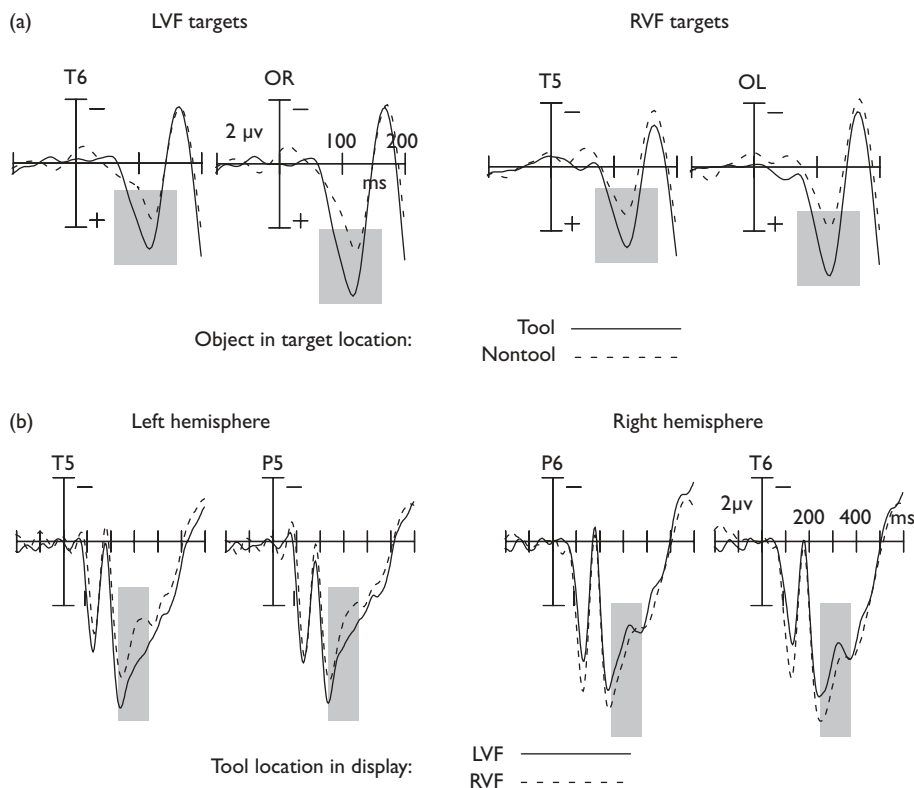 (a) LVF targets RVF targets
T6 OR T5 OL
− − − −
2 μv 100 200
ms
+ + + +
Object in target location: Tool
Nontool
(b) Left hemisphere Right hemisphere
T5 P5 P6 T6
− − − −
2μv 200 400 ms
Tool location in display: LVF
RVF